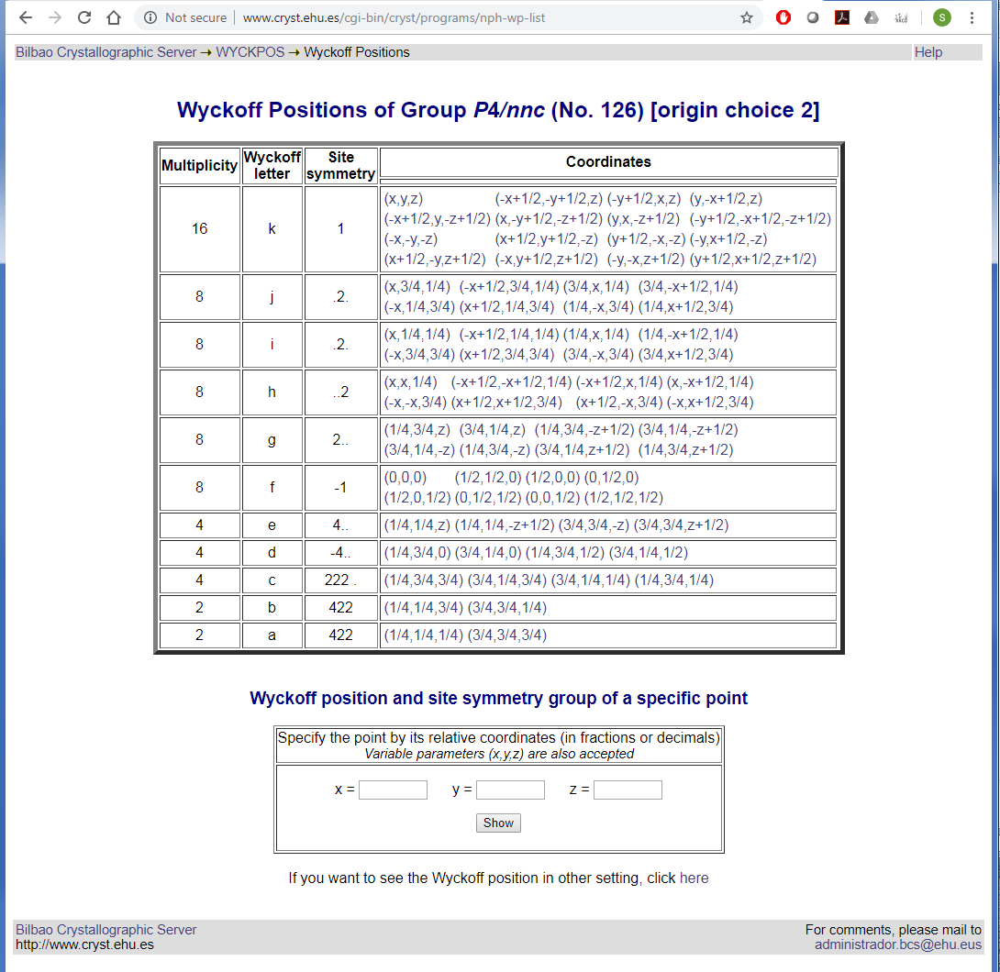 Not secure | www.cryst.ehu.es/cgi-bin/cryst/programs/nph-wp-list
S
Bilbao Crystallographic Server → WYCKPOS → Wyckoff Positions Help
Wyckoff Positions of Group P4/nnc (No. 126) [origin choice 2]
Multiplicity Wyckoff letter Site symmetry Coordinates
16 k 1
(x,y,z) (-x+1/2,-y+1/2,z) (-y+1/2,x,z) (y,-x+1/2,z)
(-x+1/2,y,-z+1/2) (x,-y+1/2,-z+1/2) (y,x,-z+1/2) (-y+1/2,-x+1/2,-z+1/2)
(-x,-y,-z) (x+1/2,y+1/2,-z) (y+1/2,-x,-z) (-y,x+1/2,-z)
(x+1/2,-y,z+1/2) (-x,y+1/2,z+1/2) (-y,-x,z+1/2) (y+1/2,x+1/2,z+1/2)
8 j .2.
(x,3/4,1/4) (-x+1/2,3/4,1/4) (3/4,x,1/4) (3/4,-x+1/2,1/4)
(-x,1/4,3/4) (x+1/2,1/4,3/4) (1/4,-x,3/4) (1/4,x+1/2,3/4)
8 i .2.
(x,1/4,1/4) (-x+1/2,1/4,1/4) (1/4,x,1/4) (1/4,-x+1/2,1/4)
(-x,3/4,3/4) (x+1/2,3/4,3/4) (3/4,-x,3/4) (3/4,x+1/2,3/4)
8 h ..2
(x,x,1/4) (-x+1/2,-x+1/2,1/4) (-x+1/2,x,1/4) (x,-x+1/2,1/4)
(-x,-x,3/4) (x+1/2,x+1/2,3/4) (x+1/2,-x,3/4) (-x,x+1/2,3/4)
8 g 2..
(1/4,3/4,z) (3/4,1/4,z) (1/4,3/4,-z+1/2) (3/4,1/4,-z+1/2)
(3/4,1/4,-z) (1/4,3/4,-z) (3/4,1/4,z+1/2) (1/4,3/4,z+1/2)
8 f -1
(0,0,0) (1/2,1/2,0) (1/2,0,0) (0,1/2,0)
(1/2,0,1/2) (0,1/2,1/2) (0,0,1/2) (1/2,1/2,1/2)
4 e 4.. (1/4,1/4,z) (1/4,1/4,-z+1/2) (3/4,3/4,-z) (3/4,3/4,z+1/2)
4 d -4.. (1/4,3/4,0) (3/4,1/4,0) (1/4,3/4,1/2) (3/4,1/4,1/2)
4 c 222 . (1/4,3/4,3/4) (3/4,1/4,3/4) (3/4,1/4,1/4) (1/4,3/4,1/4)
2 b 422 (1/4,1/4,3/4) (3/4,3/4,1/4)
2 a 422 (1/4,1/4,1/4) (3/4,3/4,3/4)
Wyckoff position and site symmetry group of a specific point
Specify the point by its relative coordinates (in fractions or decimals)
Variable parameters (x,y,z) are also accepted
x = y = z =
Show
If you want to see the Wyckoff position in other setting, click here
Bilbao Crystallographic Server For comments, please mail to
http://www.cryst.ehu.es administrador.bcs@ehu.eus